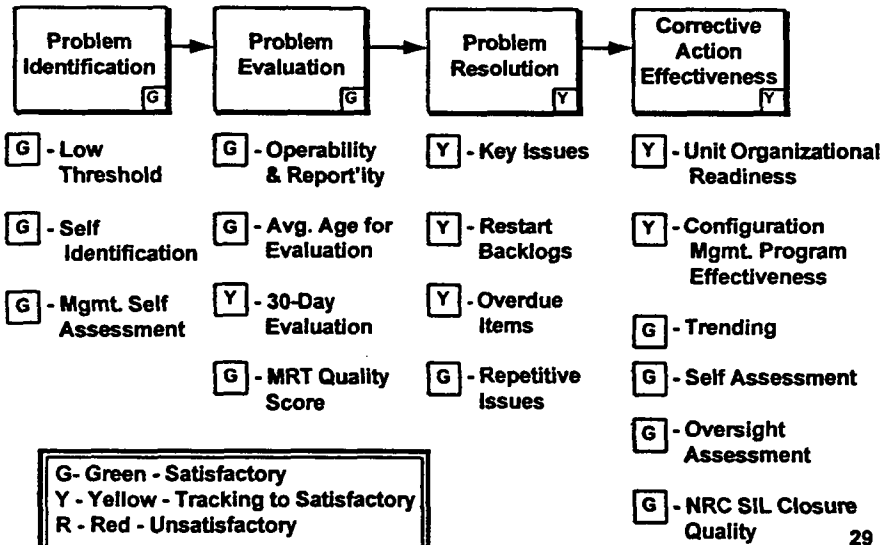 Problem
Identification
G
Problem
Evaluation
G
Problem
Resolution
Y
Corrective
Action
Effectiveness
Y
G - Low
Threshold
G - Self
Identification
G - Mgmt. Self
Assessment
G - Operability
& Report'ity
G - Avg. Age for
Evaluation
Y - 30-Day
Evaluation
G - MRT Quality
Score
Y - Key Issues
Y - Restart
Backlogs
Y - Overdue
Items
G - Repetitive
Issues
Y - Unit Organizational
Readiness
Y - Configuration
Mgmt. Program
Effectiveness
G - Trending
G - Self Assessment
G - Oversight
Assessment
G - NRC SIL Closure
Quality
G- Green - Satisfactory
Y - Yellow - Tracking to Satisfactory
R - Red - Unsatisfactory
29